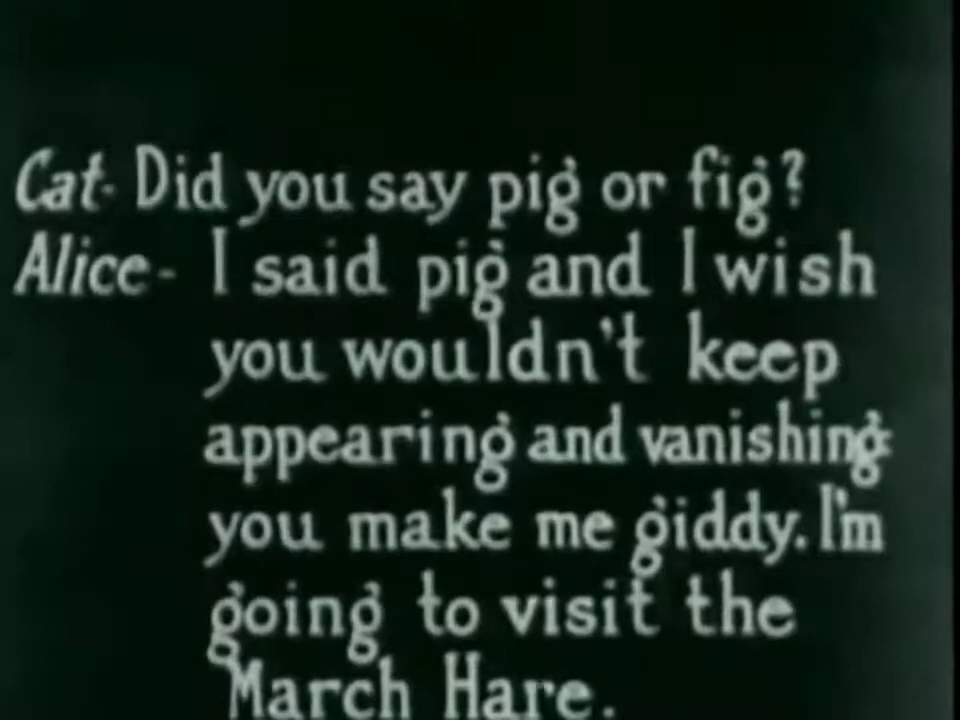 Cat- Did you say pig or fig?
Alice- I said pig and I wish
you wouldn't keep
appearing and vanishing:
you make me giddy. I'm
going to visit the
March Hare.